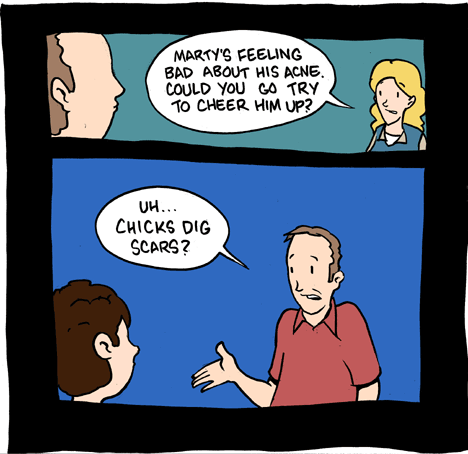 MARTY'S FEELING
BAD ABOUT HIS ACNE.
COULD YOU GO TRY
TO CHEER HIM UP?
UH...
CHICKS DIG
SCARS?